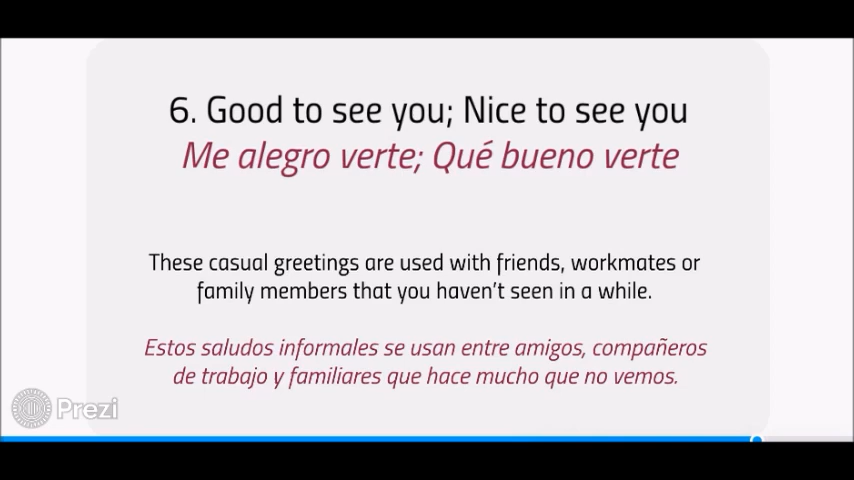 6. Good to see you; Nice to see you
Me alegro verte; Qué bueno verte
These casual greetings are used with friends, workmates or
family members that you haven't seen in a while.
Estos saludos informales se usan entre amigos, compañeros
de trabajo y familiares que hace mucho que no vemos.
Prezi